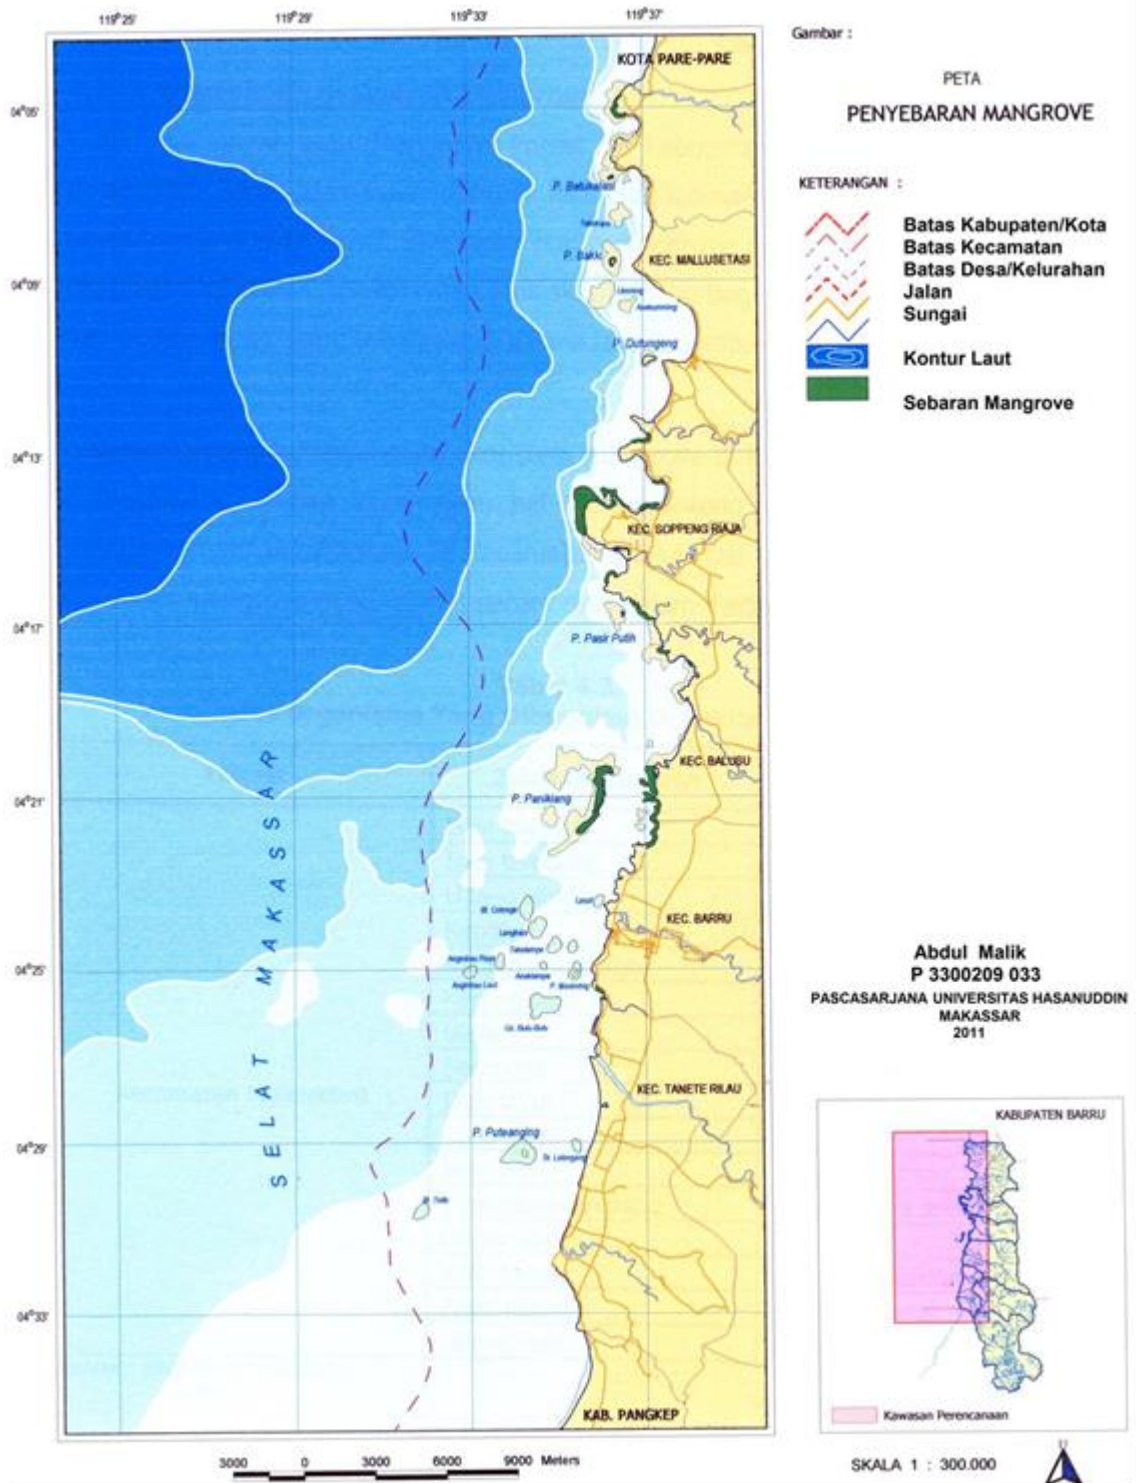 119°25'
119°29'
119°33'
119°37'
04°05'
04°09'
04°13'
04°17'
04°21'
04°25'
04°29'
04°33'
KOTA PARE-PARE
P. Batukalasi
P. Bakki
KEC. MALLUSETASI
P. Dutungeng
KEC. SOPPENG RIAJA
P. Pasir Putih
KEC. BALUSU
P. Panikiang
KEC. BARRU
KEC. TANETE RILAU
P. Puteanging
KAB. PANGKEP
SELAT MAKASSAR
3000 0 3000 6000 9000 Meters
Gambar :
PETA
PENYEBARAN MANGROVE
KETERANGAN :
Batas Kabupaten/Kota
Batas Kecamatan
Batas Desa/Kelurahan
Jalan
Sungai
Kontur Laut
Sebaran Mangrove
Abdul Malik
P 3300209 033
PASCASARJANA UNIVERSITAS HASANUDDIN
MAKASSAR
2011
KABUPATEN BARRU
Kawasan Perencanaan
SKALA 1 : 300.000
U